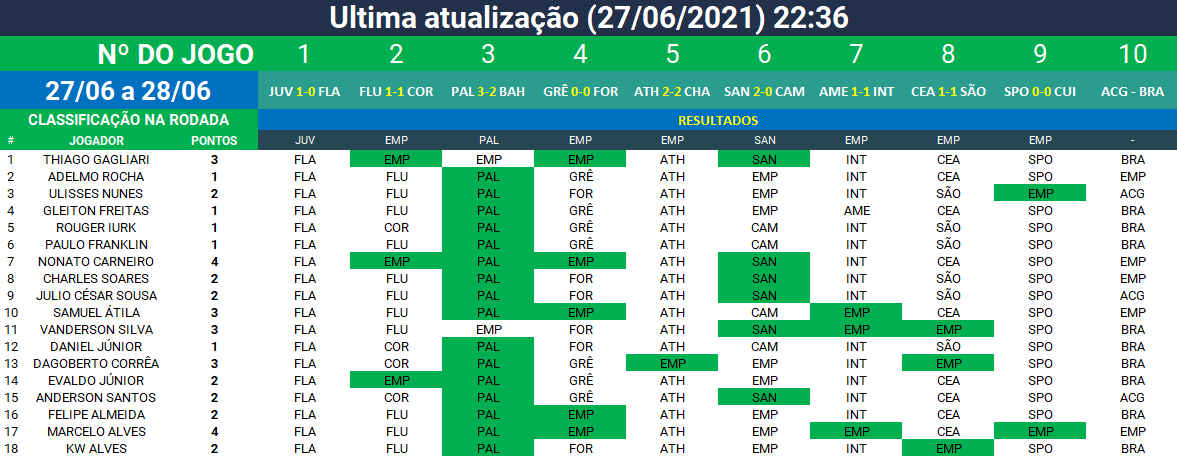 Ultima atualização (27/06/2021) 22:36
Nº DO JOGO 1 2 3 4 5 6 7 8 9 10
27/06 a 28/06 JUV 1-0 FLA FLU 1-1 COR PAL 3-2 BAH GRÊ 0-0 FOR ATH 2-2 CHA SAN 2-0 CAM AME 1-1 INT CEA 1-1 SÃO SPO 0-0 CUI ACG - BRA
CLASSIFICAÇÃO NA RODADA RESULTADOS
# JOGADOR PONTOS JUV EMP PAL EMP EMP SAN EMP EMP EMP -
1 THIAGO GAGLIARI 3 FLA EMP EMP EMP ATH SAN INT CEA SPO BRA
2 ADELMO ROCHA 1 FLA FLU PAL GRÊ ATH EMP INT CEA SPO EMP
3 ULISSES NUNES 2 FLA FLU PAL FOR ATH EMP INT SÃO EMP ACG
4 GLEITON FREITAS 1 FLA FLU PAL GRÊ ATH EMP AME CEA SPO BRA
5 ROUGER IURK 1 FLA COR PAL GRÊ ATH CAM INT SÃO SPO BRA
6 PAULO FRANKLIN 1 FLA FLU PAL GRÊ ATH CAM INT SÃO SPO BRA
7 NONATO CARNEIRO 4 FLA EMP PAL EMP ATH SAN INT CEA SPO EMP
8 CHARLES SOARES 2 FLA FLU PAL FOR ATH SAN INT SÃO SPO EMP
9 JULIO CÉSAR SOUSA 2 FLA FLU PAL FOR ATH SAN INT SÃO SPO ACG
10 SAMUEL ÁTILA 3 FLA FLU PAL EMP ATH CAM EMP CEA SPO EMP
11 VANDERSON SILVA 3 FLA FLU EMP FOR ATH SAN EMP EMP SPO BRA
12 DANIEL JÚNIOR 1 FLA COR PAL FOR ATH CAM INT SÃO SPO BRA
13 DAGOBERTO CORRÊA 3 FLA COR PAL GRÊ EMP EMP INT EMP SPO BRA
14 EVALDO JÚNIOR 2 FLA EMP PAL GRÊ ATH EMP INT CEA SPO BRA
15 ANDERSON SANTOS 2 FLA COR PAL GRÊ ATH SAN INT CEA SPO ACG
16 FELIPE ALMEIDA 2 FLA FLU PAL EMP ATH EMP INT CEA SPO BRA
17 MARCELO ALVES 4 FLA FLU PAL EMP ATH EMP EMP CEA EMP EMP
18 KW ALVES 2 FLA FLU PAL FOR ATH EMP INT EMP SPO BRA